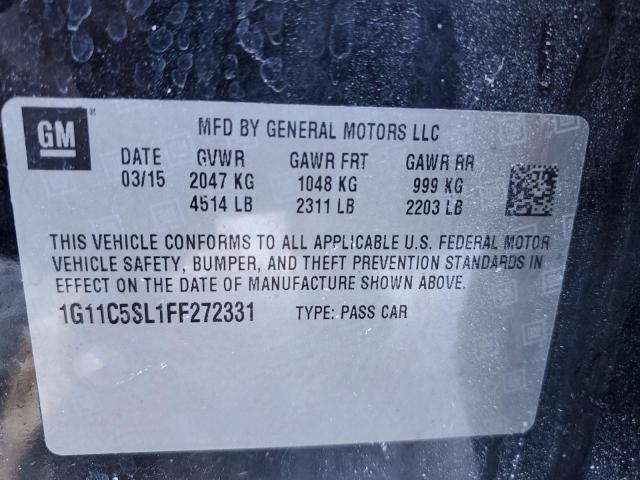 GM
MFD BY GENERAL MOTORS LLC
DATE GVWR GAWR FRT GAWR RR
03/15 2047 KG 1048 KG 999 KG
4514 LB 2311 LB 2203 LB
THIS VEHICLE CONFORMS TO ALL APPLICABLE U.S. FEDERAL MOTOR
VEHICLE SAFETY, BUMPER, AND THEFT PREVENTION STANDARDS IN
EFFECT ON THE DATE OF MANUFACTURE SHOWN ABOVE.
1G11C5SL1FF272331 TYPE: PASS CAR